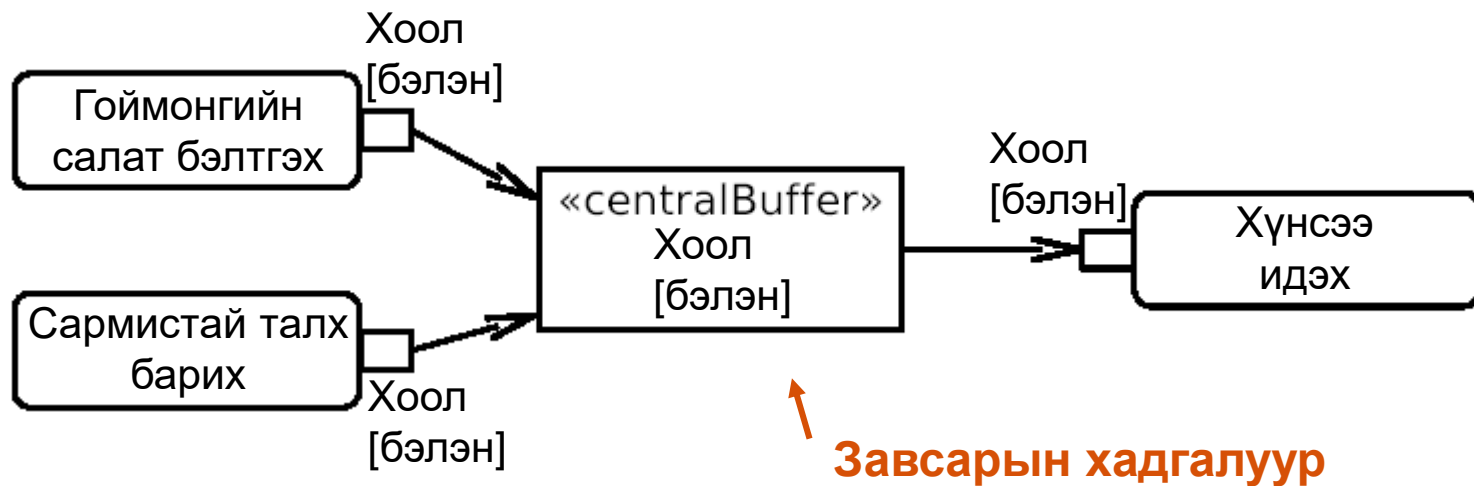 Хоол
[бэлэн]
Гоймонгийн
салат бэлтгэх
«centralBuffer»
Хоол
[бэлэн]
Хоол
[бэлэн]
Хүнсээ
идэх
Сармистай талх
барих
Хоол
[бэлэн]
Завсарын хадгалуур